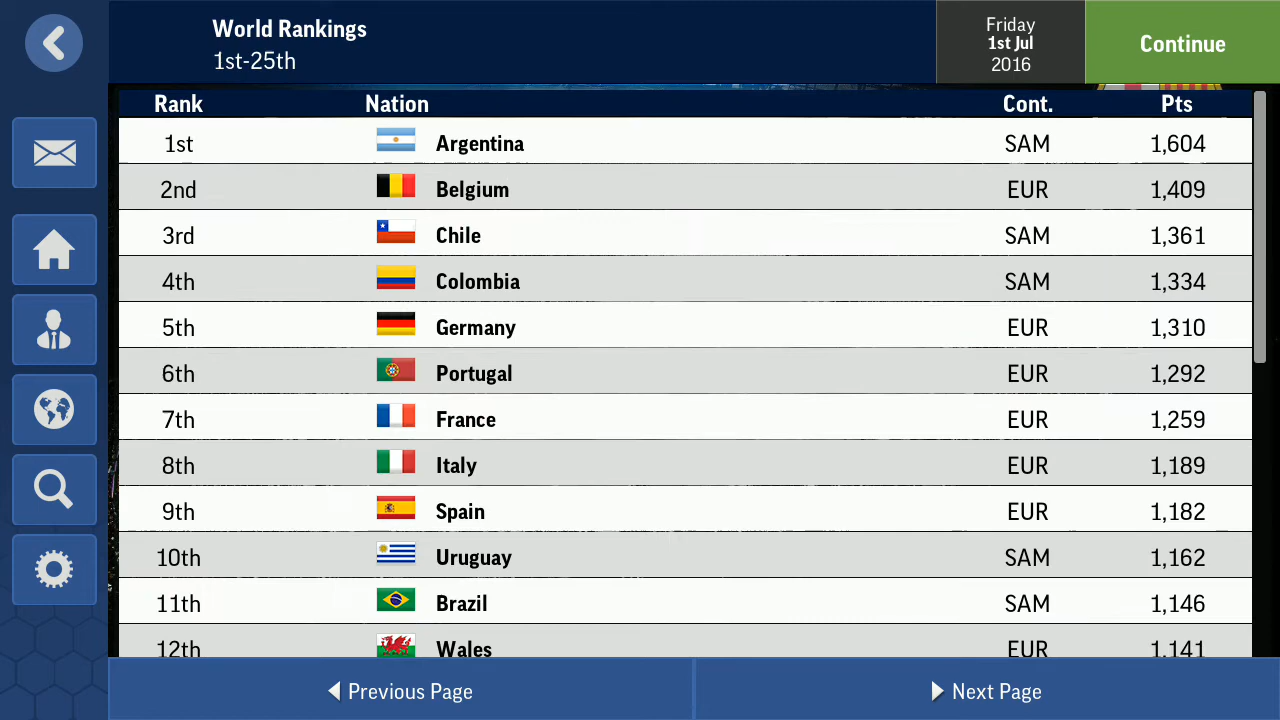 World Rankings
1st-25th
Friday
1st Jul
2016
Continue
Rank Nation Cont. Pts
1st Argentina SAM 1,604
2nd Belgium EUR 1,409
3rd Chile SAM 1,361
4th Colombia SAM 1,334
5th Germany EUR 1,310
6th Portugal EUR 1,292
7th France EUR 1,259
8th Italy EUR 1,189
9th Spain EUR 1,182
10th Uruguay SAM 1,162
11th Brazil SAM 1,146
12th Wales EUR 1,141
Previous Page Next Page